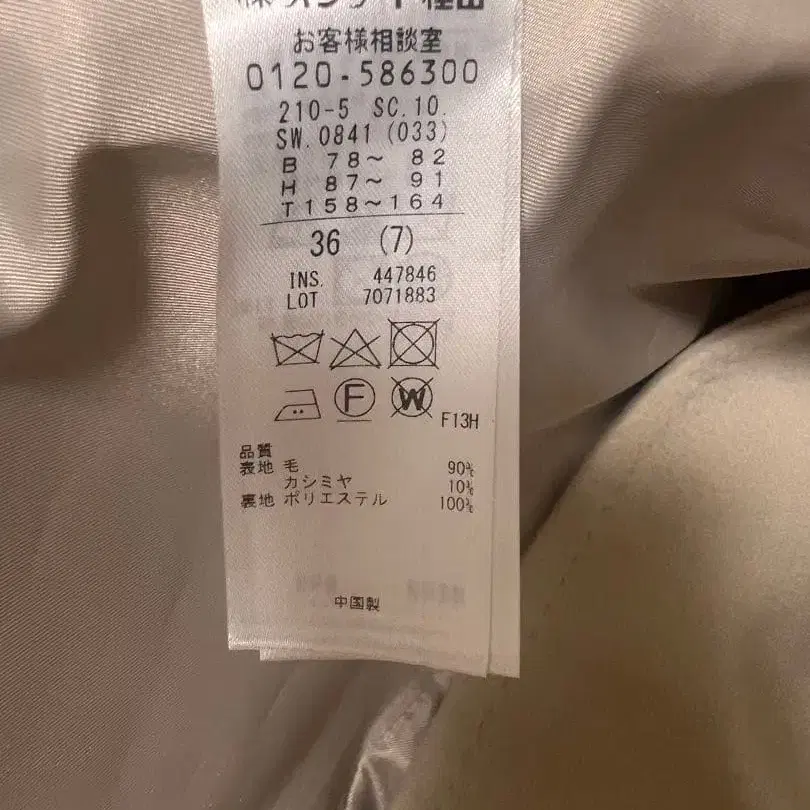 お客様相談室
0120-586300
210-5 SC.10.
SW.0841 (033)
B 78～ 82
H 87～ 91
T158～164
36 (7)
INS. 447846
LOT 7071883
F
W
F13H
品質
表地 毛 90%
カシミヤ 10%
裏地 ポリエステル 100%
中国製